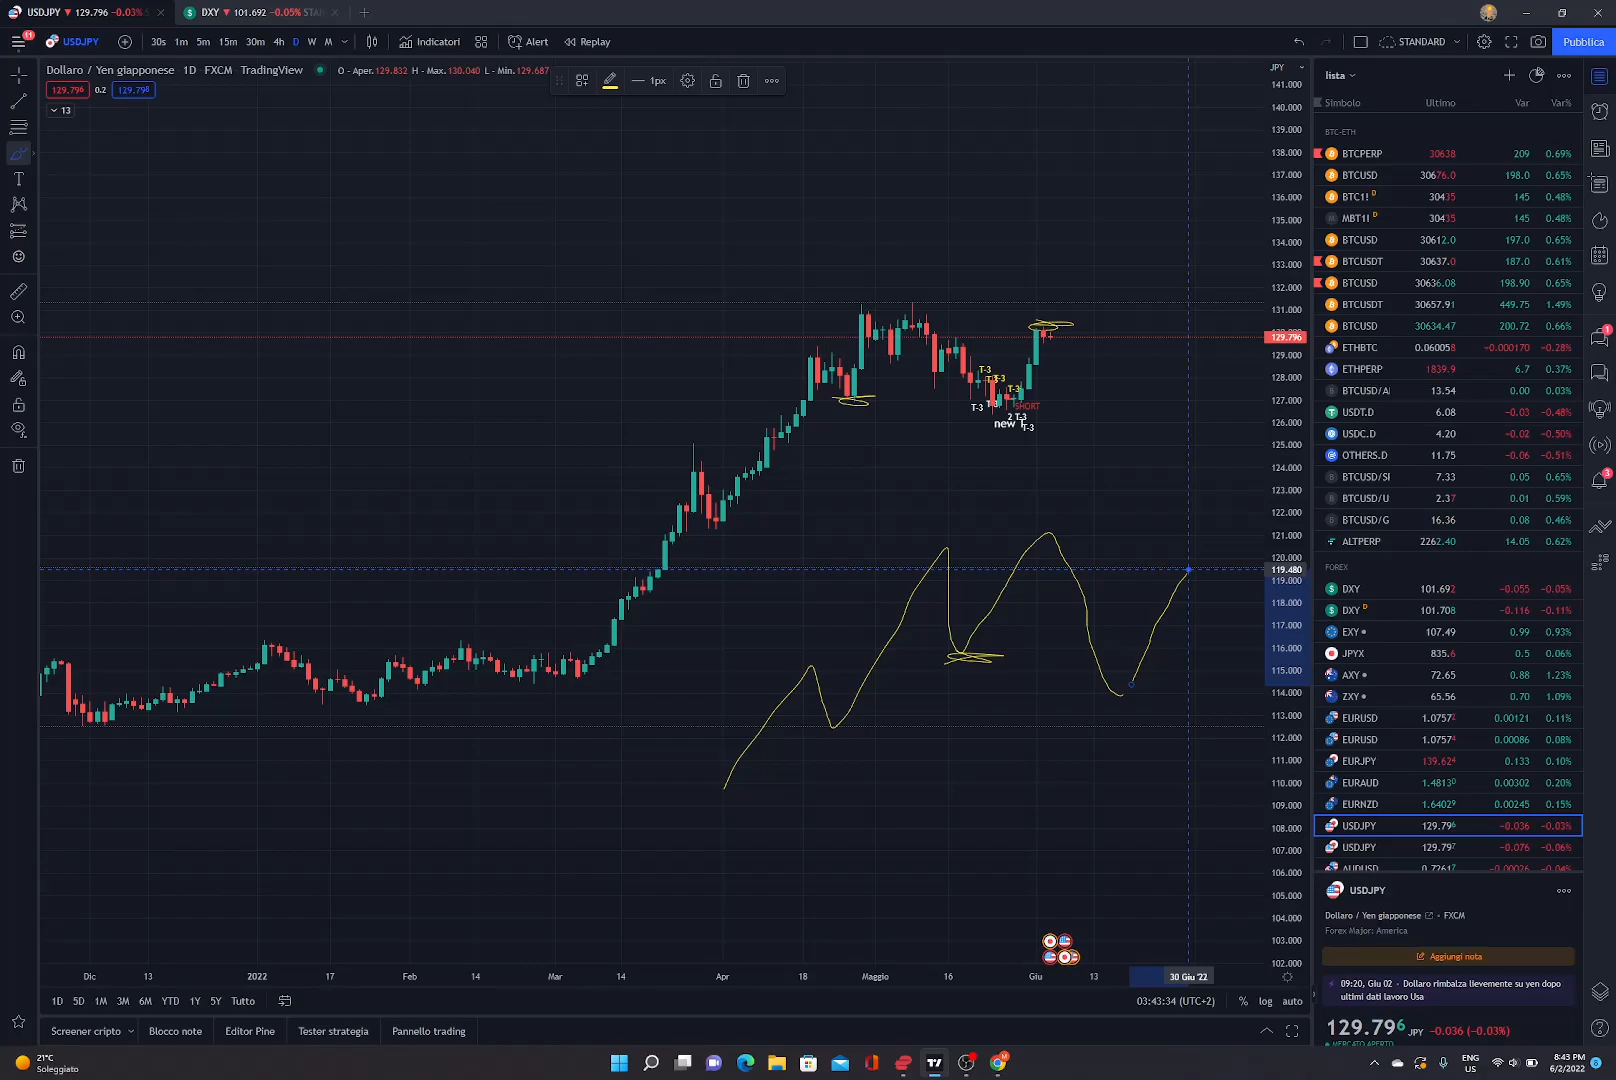 USDJPY ▼ 129.796 −0.03%
DXY ▼ 101.692 −0.05% STAN
11
USDJPY
30s 1m 5m 15m 30m 4h D W M
Indicatori
Alert
Replay
STANDARD
Pubblica
Dollaro / Yen giapponese 1D FXCM TradingView
O - Aper.129.832 H - Max. 130.040 L - Min.129.687
1px
129.796 0.2 129.798
13
JPY
141.000
140.000
139.000
138.000
137.000
136.000
135.000
134.000
133.000
132.000
131.000
129.796
129.000
128.000
127.000
126.000
125.000
124.000
123.000
122.000
121.000
120.000
119.480
119.000
118.000
117.000
116.000
115.000
114.000
113.000
112.000
111.000
110.000
109.000
108.000
107.000
106.000
105.000
104.000
103.000
102.000
T-3
T-3
T-3
T-3
T-3
SHORT
2 T-3
new T
T-3
Dic 13 2022 17 Feb 14 Mar 14 Apr 18 Maggio 16 Giu 13 30 Giu '22
1D 5D 1M 3M 6M YTD 1Y 5Y Tutto
03:43:34 (UTC+2) % log auto
Screener cripto Blocco note Editor Pine Tester strategia Pannello trading
lista
Simbolo Ultimo Var Var%
BTC-ETH
BTCPERP 30638 209 0.69%
BTCUSD 30676.0 198.0 0.65%
BTC1! D 30435 145 0.48%
MBT1! D 30435 145 0.48%
BTCUSD 30612.0 197.0 0.65%
BTCUSDT 30637.0 187.0 0.61%
BTCUSD 30636.08 198.90 0.65%
BTCUSDT 30657.91 449.75 1.49%
BTCUSD 30634.47 200.72 0.66%
ETHBTC 0.060058 −0.000170 −0.28%
ETHPERP 1839.9 6.7 0.37%
BTCUSD/AI 13.54 0.00 0.03%
USDT.D 6.08 −0.03 −0.48%
USDC.D 4.20 −0.02 −0.50%
OTHERS.D 11.75 −0.06 −0.51%
BTCUSD/SI 7.33 0.05 0.65%
BTCUSD/U 2.37 0.01 0.59%
BTCUSD/G 16.36 0.08 0.46%
ALTPERP 2262.40 14.05 0.62%
FOREX
DXY 101.692 −0.055 −0.05%
DXY D 101.708 −0.116 −0.11%
EXY 107.49 0.99 0.93%
JPYX 835.6 0.5 0.06%
AXY 72.65 0.88 1.23%
ZXY 65.56 0.70 1.09%
EURUSD 1.0757² 0.00121 0.11%
EURUSD 1.0757⁴ 0.00086 0.08%
EURJPY 139.62⁴ 0.133 0.10%
EURAUD 1.4813⁰ 0.00302 0.20%
EURNZD 1.6402⁹ 0.00245 0.15%
USDJPY 129.79⁶ −0.036 −0.03%
USDJPY 129.79⁷ −0.076 −0.06%
AUDUSD 0.7261⁷ −0.00026 −0.04%
USDJPY
Dollaro / Yen giapponese - FXCM
Forex Major: America
Aggiungi nota
09:20, Giu 02 - Dollaro rimbalza lievemente su yen dopo
ultimi dati lavoro Usa
129.79⁶ JPY −0.036 (−0.03%)
MERCATO APERTO
1
3
21°C
Soleggiato
ENG
US
8:43 PM
6/2/2022